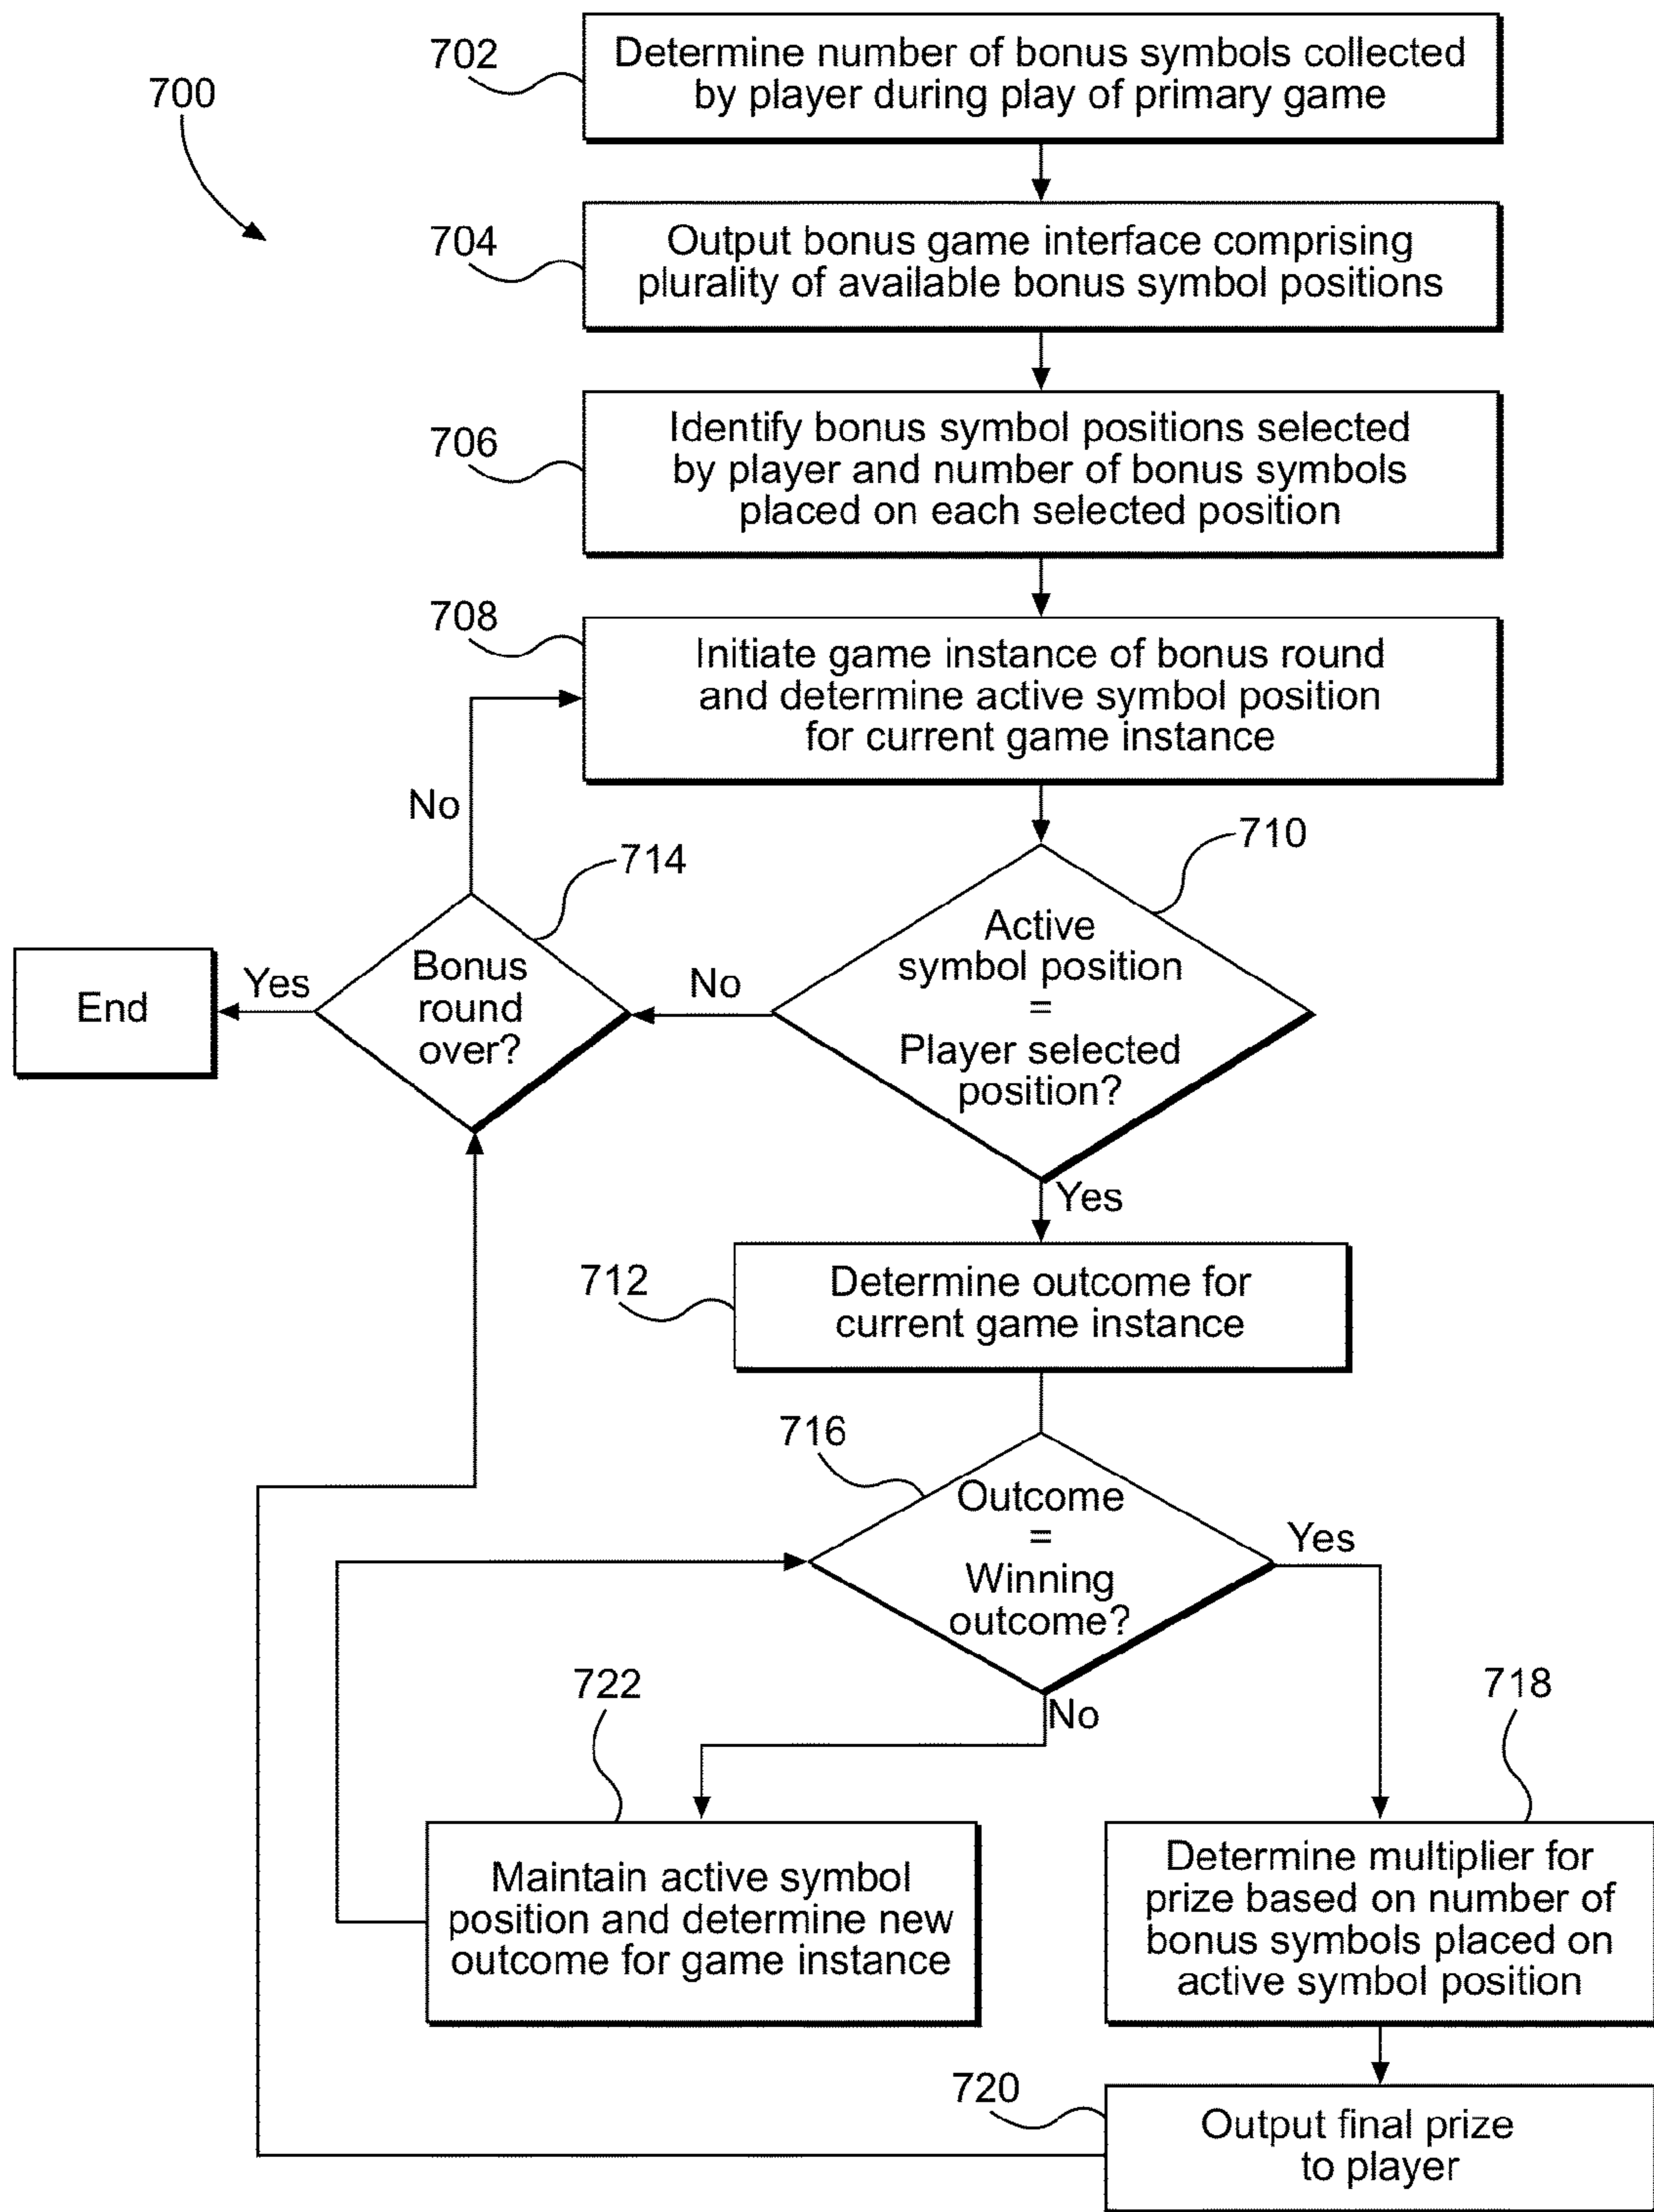 702
Determine number of bonus symbols collected
by player during play of primary game
700
704
Output bonus game interface comprising
plurality of available bonus symbol positions
706
Identify bonus symbol positions selected
by player and number of bonus symbols
placed on each selected position
708
Initiate game instance of bonus round
and determine active symbol position
for current game instance
No
710
714
Active
symbol position
=
Player selected
position?
No
Bonus
round
over?
Yes
End
Yes
712
Determine outcome for
current game instance
716
Outcome
=
Winning
outcome?
Yes
No
722
718
Maintain active symbol
position and determine new
outcome for game instance
Determine multiplier for
prize based on number of
bonus symbols placed on
active symbol position
720
Output final prize
to player